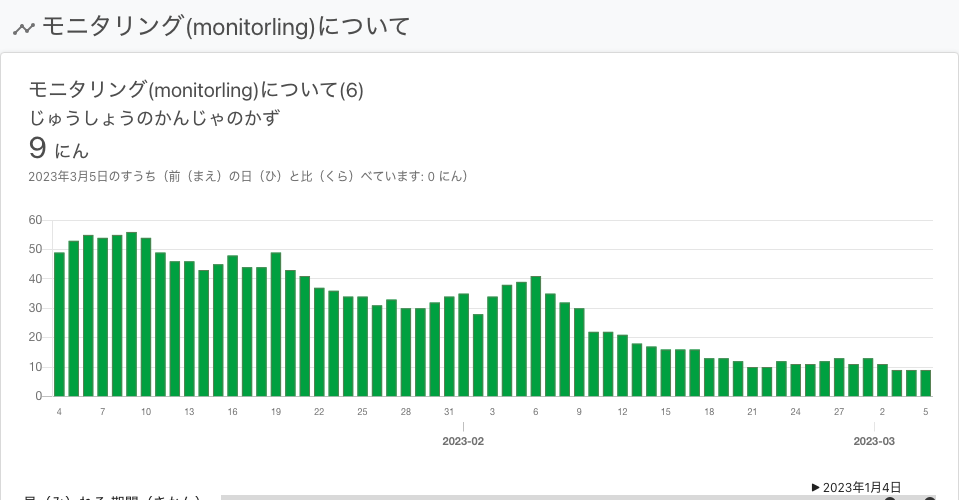 モニタリング(monitorling)について
モニタリング(monitorling)について(6)
じゅうしょうのかんじゃのかず
9 にん
2023年3月5日のすうち（前（まえ）の日（ひ）と比（くら）べています: 0 にん）
60
50
40
30
20
10
0
4 7 10 13 16 19 22 25 28 31 3 6 9 12 15 18 21 24 27 2 5
2023-02 2023-03
▶ 2023年1月4日